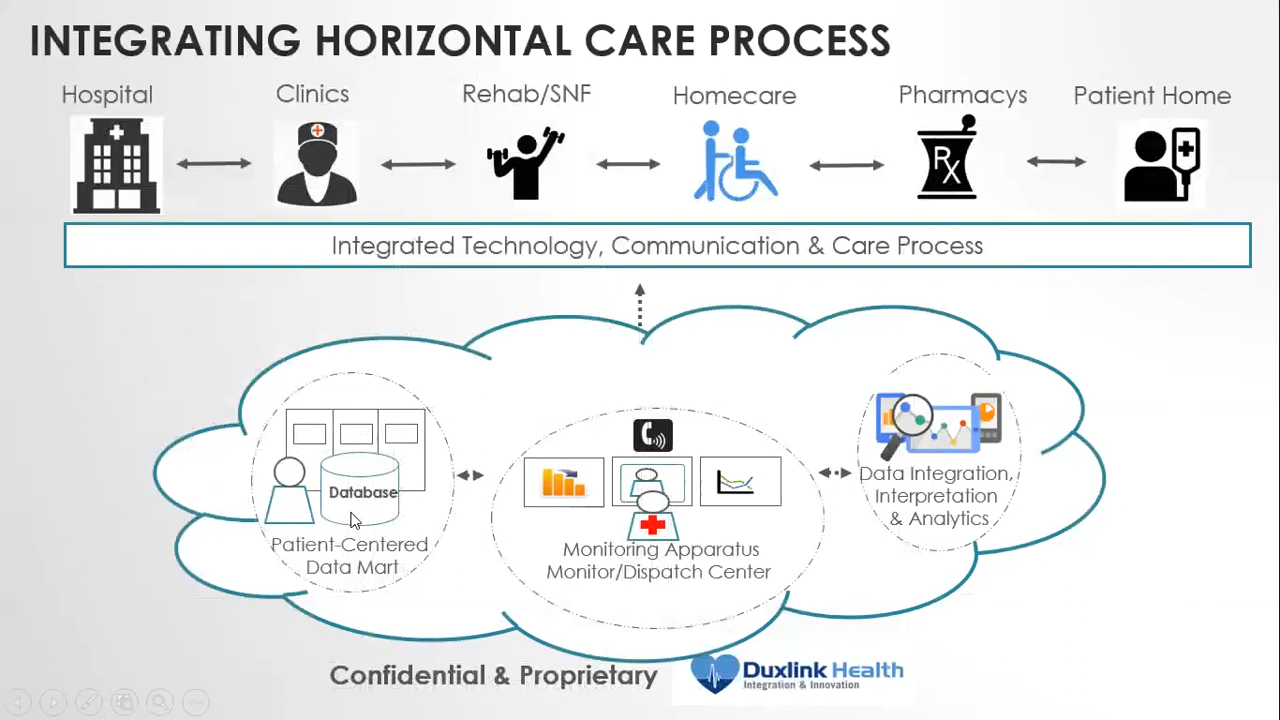 INTEGRATING HORIZONTAL CARE PROCESS
Hospital
Clinics
Rehab/SNF
Homecare
Pharmacys
Patient Home
RX
Integrated Technology, Communication & Care Process
Database
Patient-Centered
Data Mart
Monitoring Apparatus
Monitor/Dispatch Center
Data Integration,
Interpretation
& Analytics
Confidential & Proprietary
Duxlink Health
Integration & Innovation